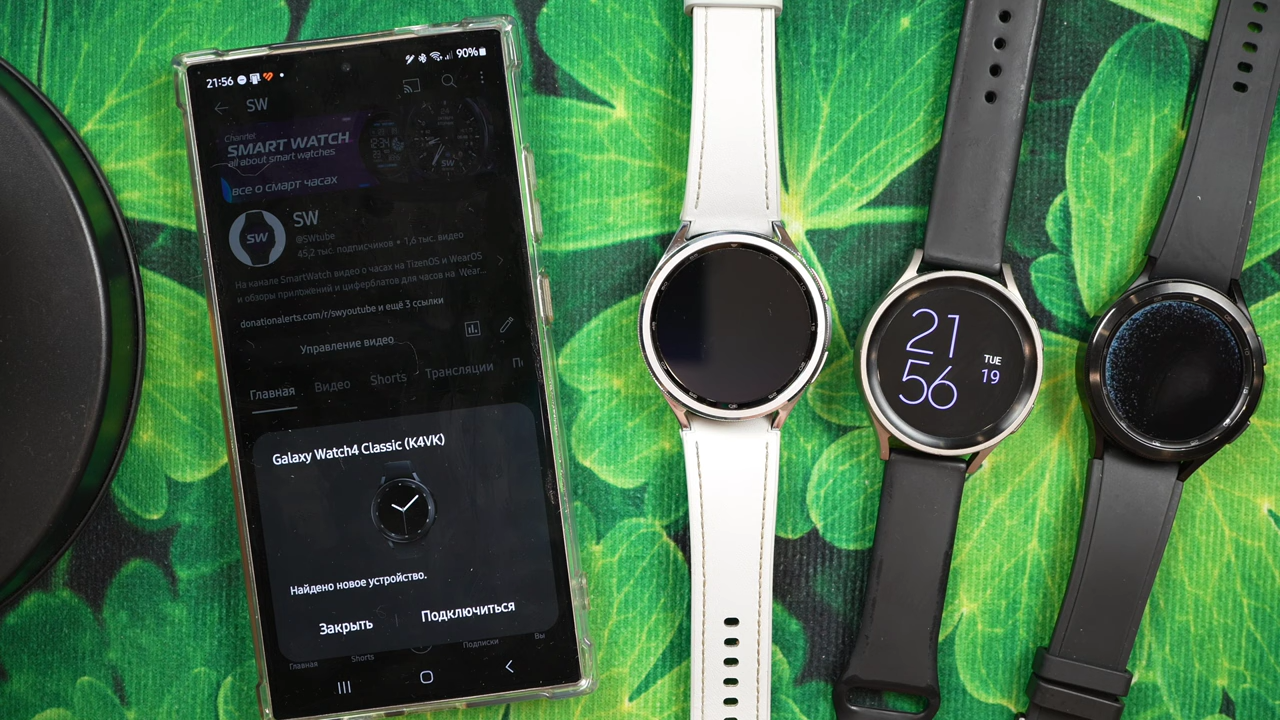 21:56
90%
SW
Channel
SMART WATCH
all about smart watches
все о смарт часах
SW
SW
@SWtube
45,2 тыс. подписчиков • 1,6 тыс. видео
На канале SmartWatch видео о часах на TizenOS и WearOS
и обзоры приложений и циферблатов для часов на Wear...
donationalerts.com/r/swyoutube и ещё 3 ссылки
Управление видео
Главная Видео Shorts Трансляции
Galaxy Watch4 Classic (K4VK)
Найдено новое устройство.
Закрыть Подключиться
Главная Shorts Подписки Вы
21
56
TUE
19